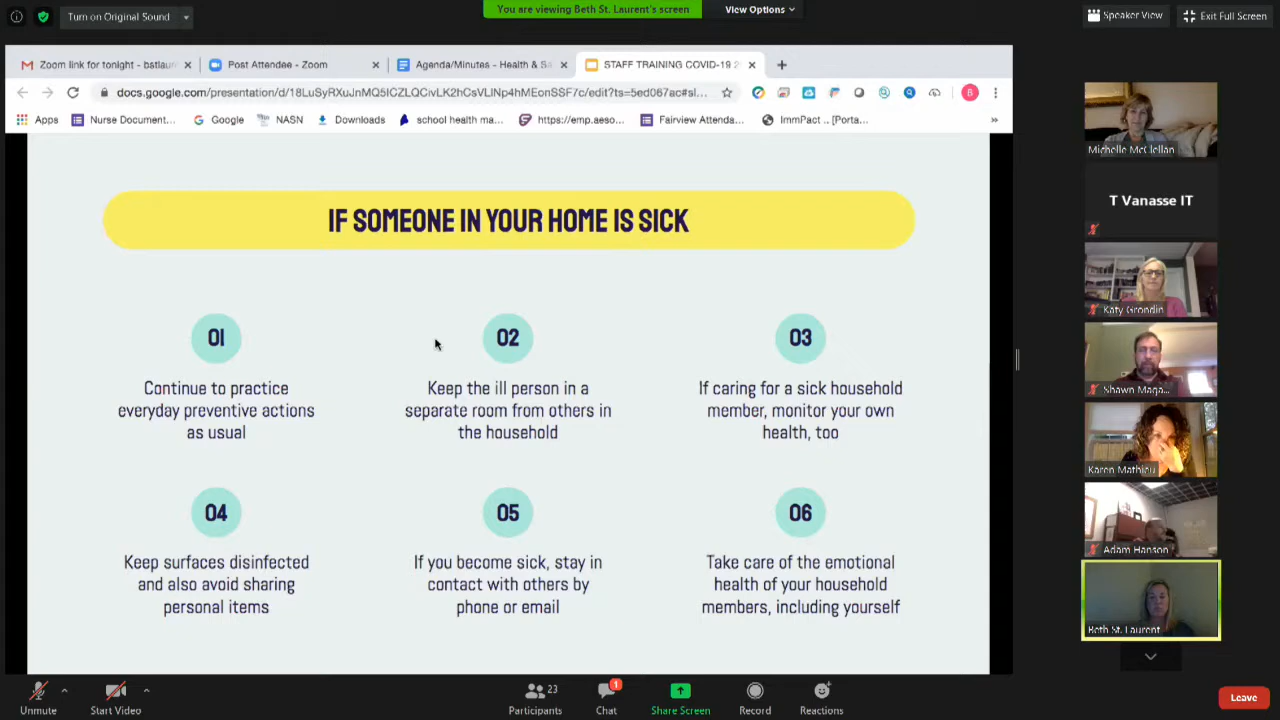 Turn on Original Sound
You are viewing Beth St. Laurent's screen
View Options
Speaker View
Exit Full Screen
Zoom link for tonight - batlaur
Post Attendee - Zoom
Agenda/Minutes - Health & Sa
STAFF TRAINING COVID-19 2
docs.google.com/presentation/d/
B
Apps
Nurse Document...
Google
NASN
Downloads
school health ma...
https://emp.aeso...
Fairview Attenda...
ImmPact .. [Porta...
IF SOMEONE IN YOUR HOME IS SICK
01
Continue to practice
everyday preventive actions
as usual
02
Keep the ill person in a
separate room from others in
the household
03
If caring for a sick household
member, monitor your own
health, too
04
Keep surfaces disinfected
and also avoid sharing
personal items
05
If you become sick, stay in
contact with others by
phone or email
06
Take care of the emotional
health of your household
members, including yourself
Michelle McClellan
T Vanasse IT
Katy Grondin
Shawn Maga...
Karen Mathieu
Adam Hanson
Beth St. Laurent
Unmute
Start Video
23
Participants
1
Chat
Share Screen
Record
Reactions
Leave